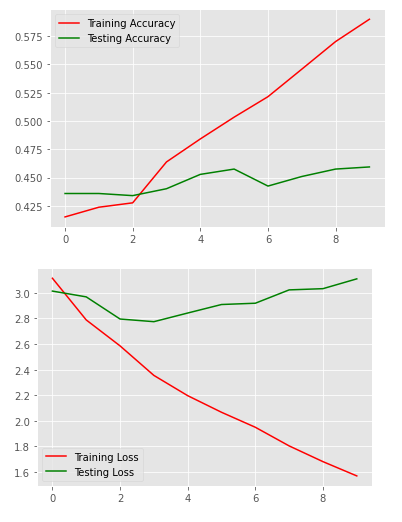 Training Accuracy
Testing Accuracy
0.575
0.550
0.525
0.500
0.475
0.450
0.425
0 2 4 6 8
3.0
2.8
2.6
2.4
2.2
2.0
1.8
1.6
Training Loss
Testing Loss
0 2 4 6 8